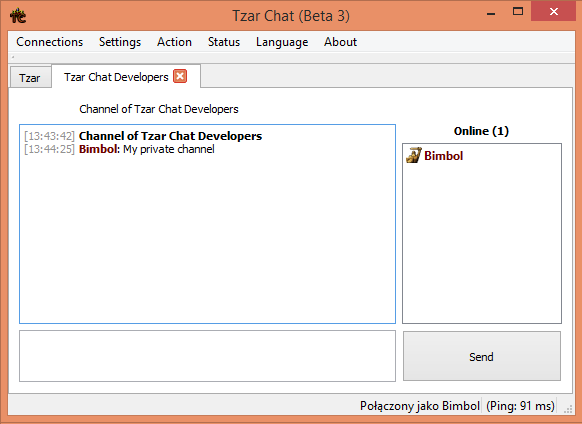 Tzar Chat (Beta 3)
Connections Settings Action Status Language About
Tzar Tzar Chat Developers
Channel of Tzar Chat Developers
[13:43:42] Channel of Tzar Chat Developers
[13:44:25] Bimbol: My private channel
Online (1)
Bimbol
Send
Połączony jako Bimbol (Ping: 91 ms)